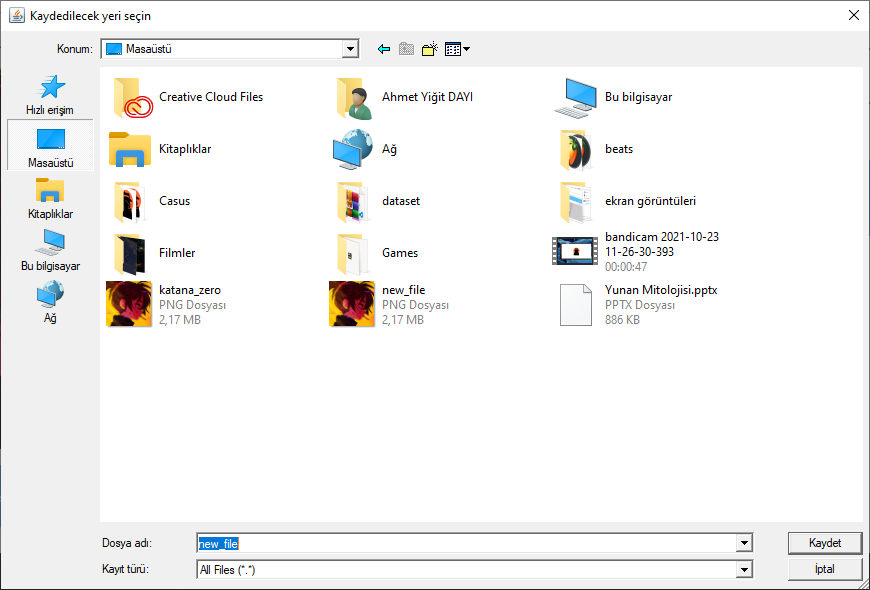 Kaydedilecek yeri seçin
Konum:
Masaüstü
Hızlı erişim
Masaüstü
Kitaplıklar
Bu bilgisayar
Ağ
Creative Cloud Files
Ahmet Yiğit DAYI
Bu bilgisayar
Kitaplıklar
Ağ
beats
Casus
dataset
ekran görüntüleri
Filmler
Games
bandicam 2021-10-23
11-26-30-393
00:00:47
katana_zero
PNG Dosyası
2,17 MB
new_file
PNG Dosyası
2,17 MB
Yunan Mitolojisi.pptx
PPTX Dosyası
886 KB
Dosya adı:
new_file
Kaydet
Kayıt türü:
All Files (*.*)
İptal